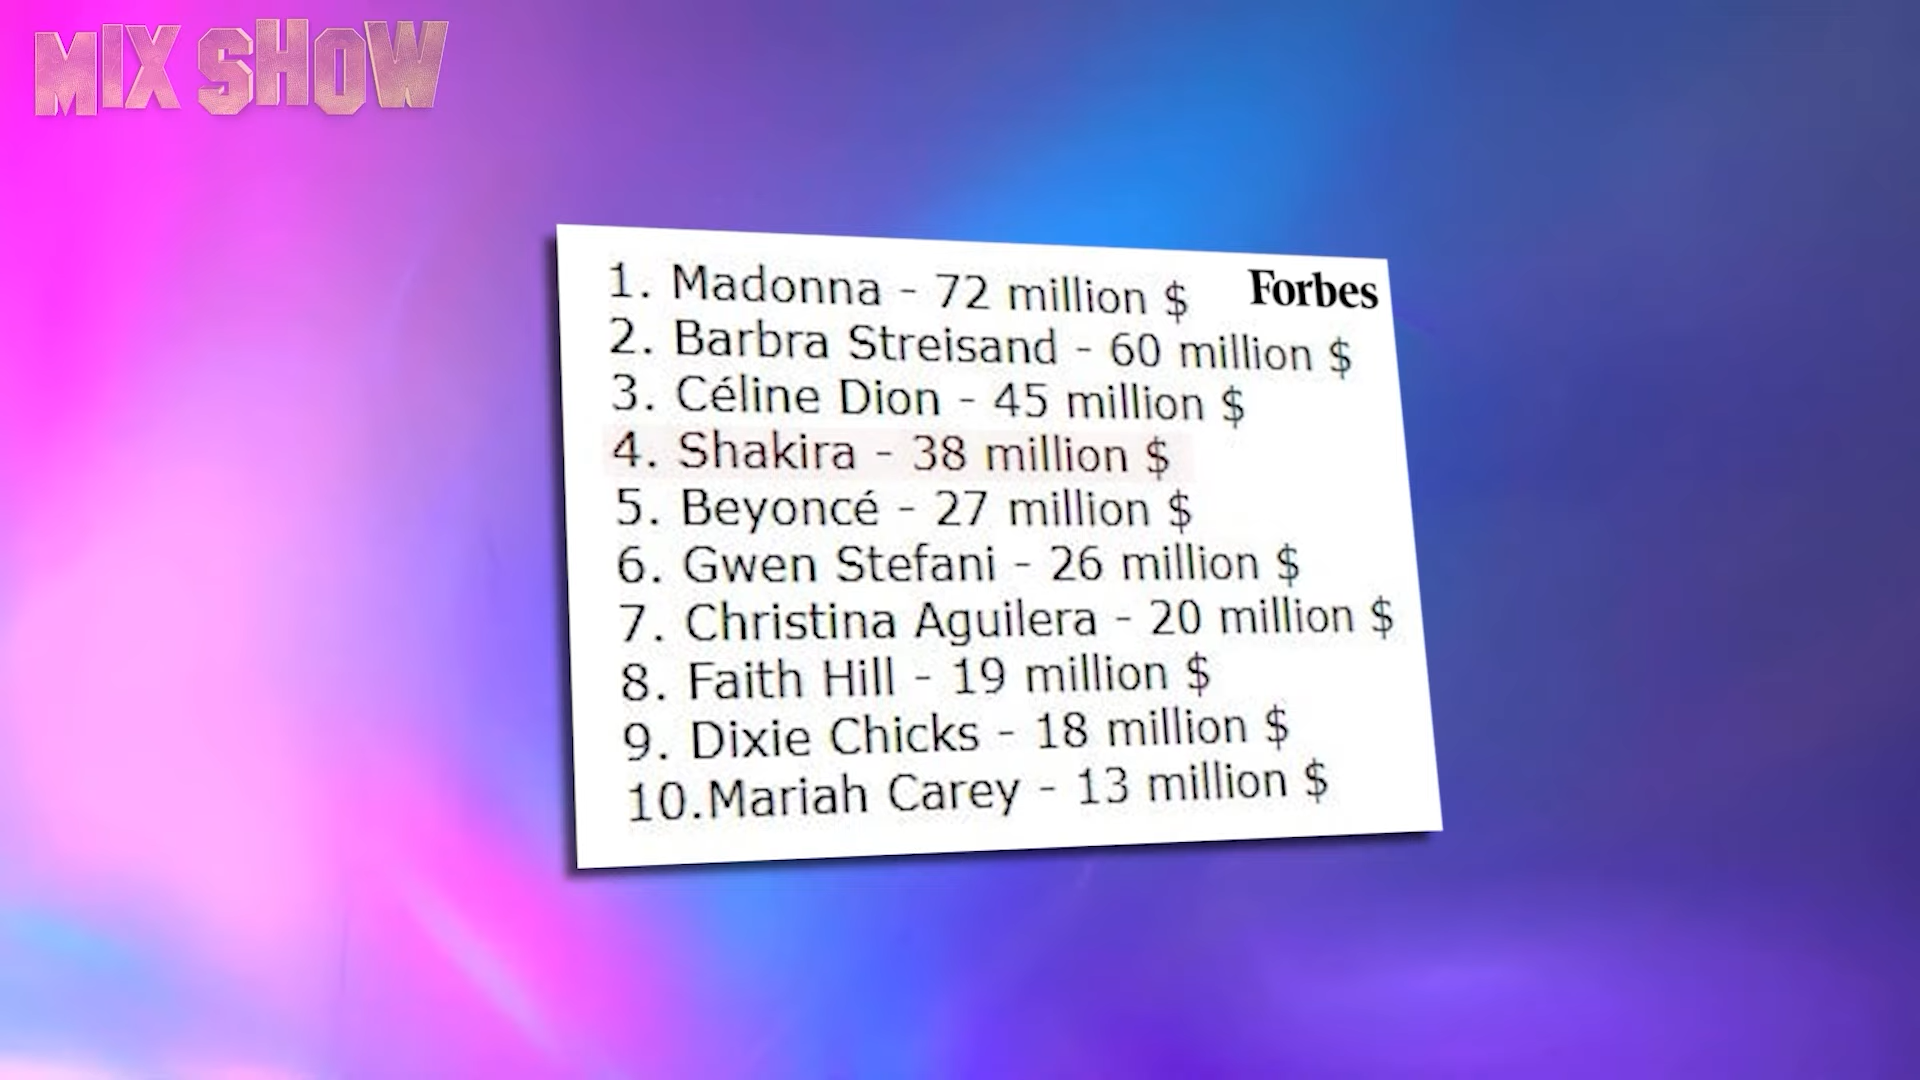 MIX SHOW
Forbes
1. Madonna - 72 million $
2. Barbra Streisand - 60 million $
3. Céline Dion - 45 million $
4. Shakira - 38 million $
5. Beyoncé - 27 million $
6. Gwen Stefani - 26 million $
7. Christina Aguilera - 20 million $
8. Faith Hill - 19 million $
9. Dixie Chicks - 18 million $
10.Mariah Carey - 13 million $